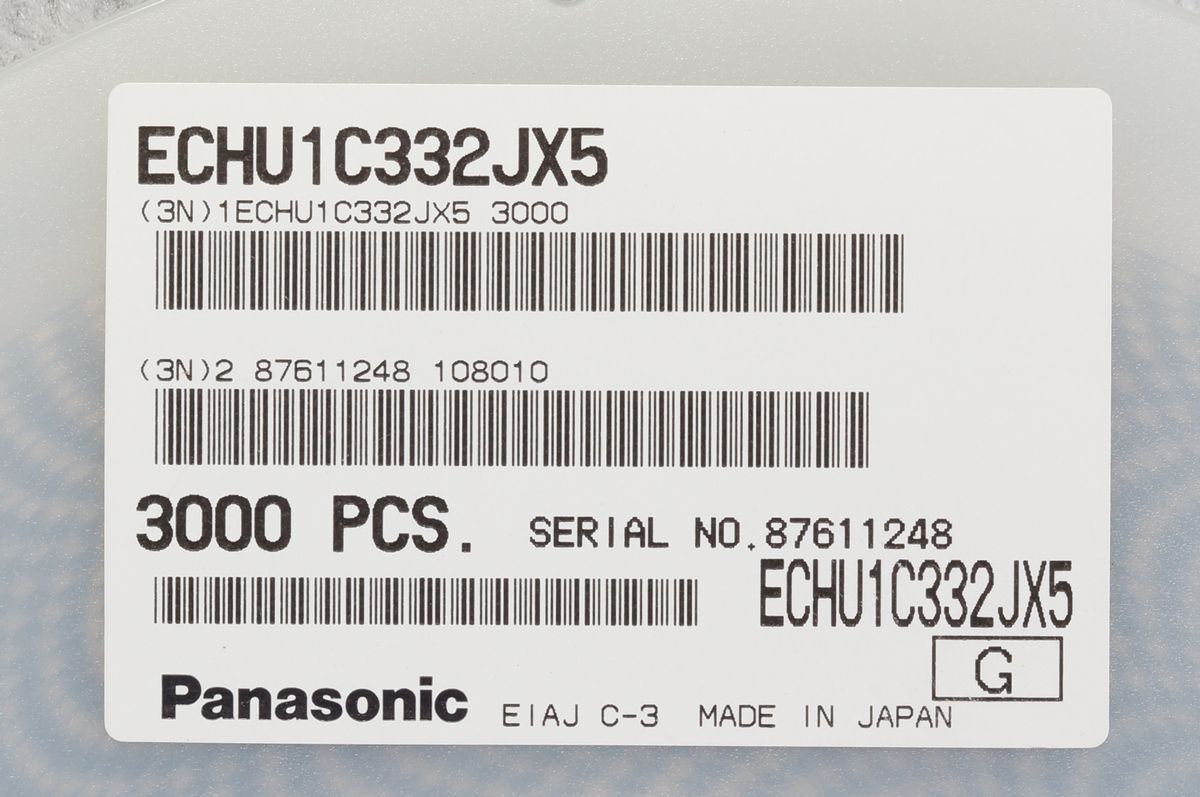 ECHU1C332JX5
(3N)1ECHU1C332JX5 3000
(3N)2 87611248 108010
3000 PCS. SERIAL NO.87611248
ECHU1C332JX5
G
Panasonic EIAJ C-3 MADE IN JAPAN